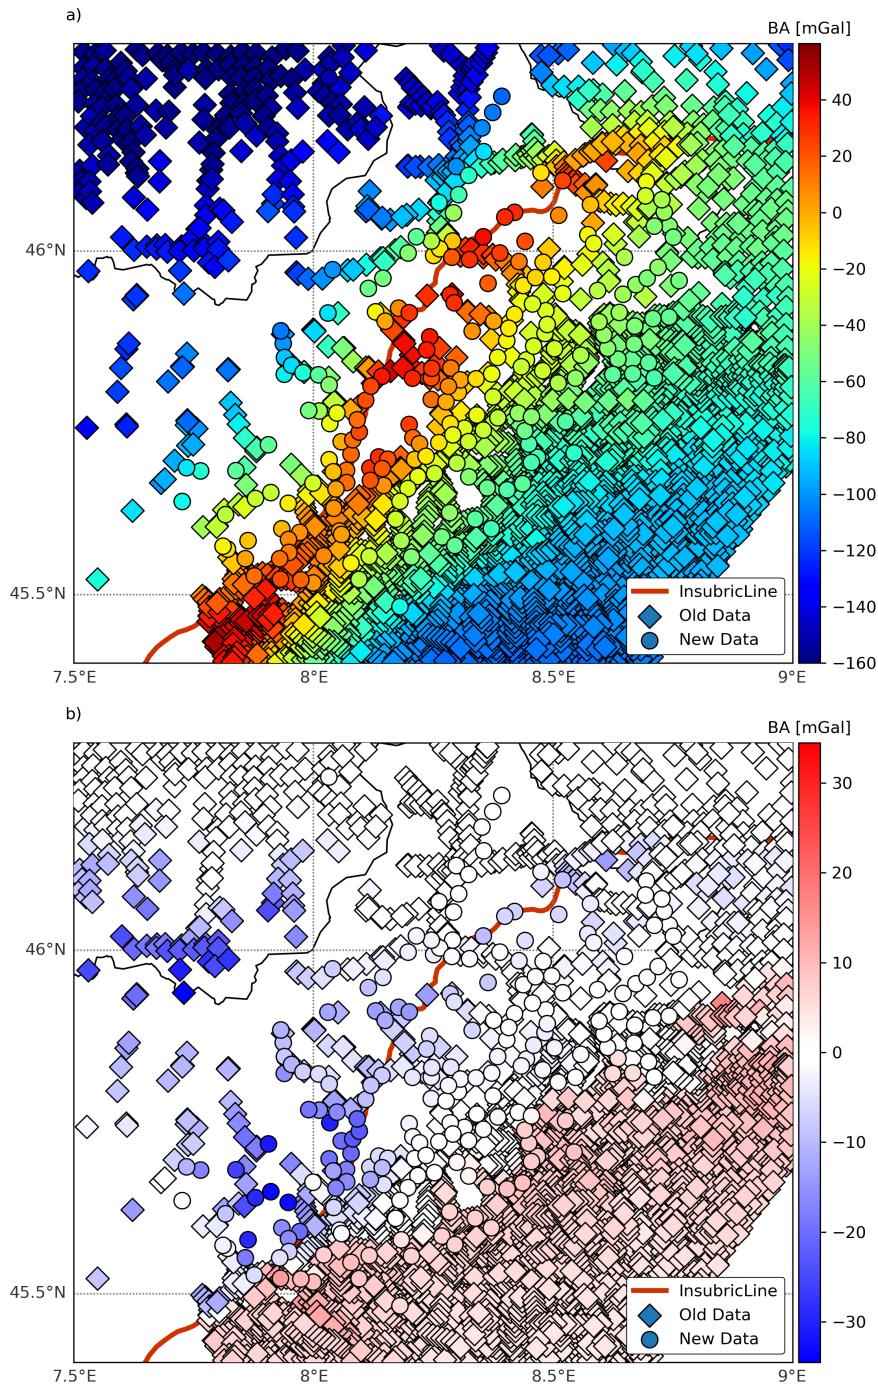 a)
BA [mGal]
40
20
0
−20
−40
−60
−80
−100
−120
−140
−160
46°N
45.5°N
InsubricLine
Old Data
New Data
7.5°E
8°E
8.5°E
9°E
b)
BA [mGal]
30
20
10
0
−10
−20
−30
46°N
45.5°N
InsubricLine
Old Data
New Data
7.5°E
8°E
8.5°E
9°E